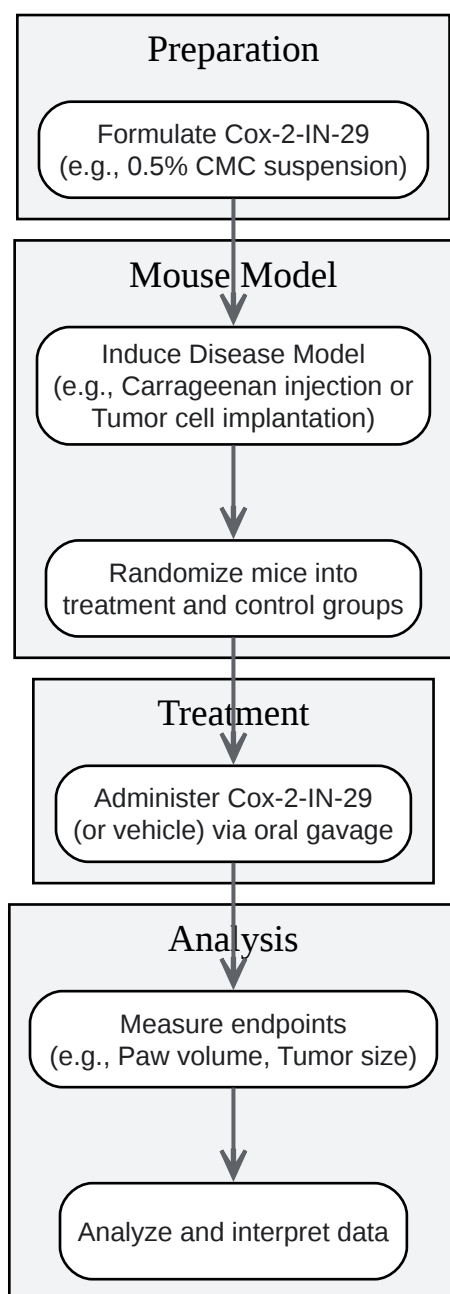 Preparation
Formulate Cox-2-IN-29
(e.g., 0.5% CMC suspension)
Mouse Model
Induce Disease Model
(e.g., Carrageenan injection or
Tumor cell implantation)
Randomize mice into
treatment and control groups
Treatment
Administer Cox-2-IN-29
(or vehicle) via oral gavage
Analysis
Measure endpoints
(e.g., Paw volume, Tumor size)
Analyze and interpret data